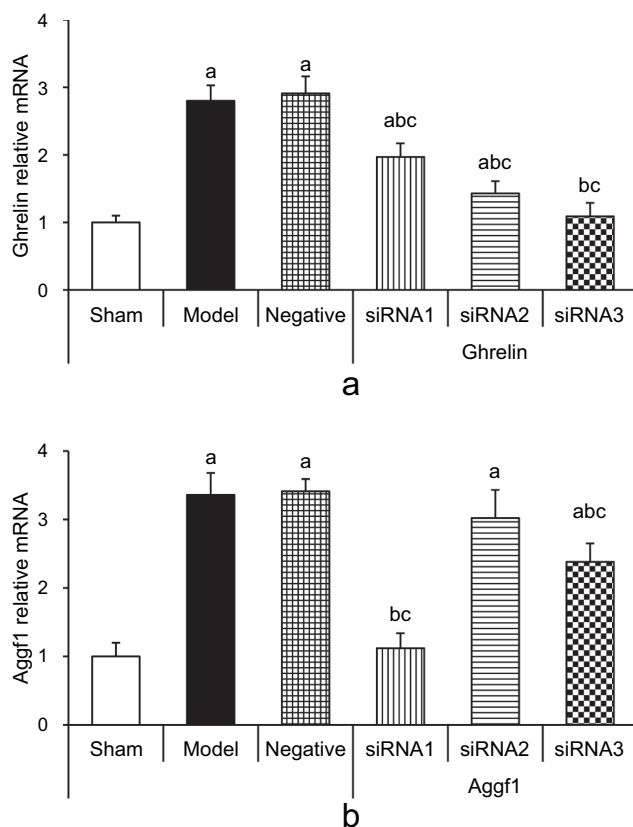 Ghrelin relative mRNA
4
3
2
1
0
a
a
abc
abc
bc
Sham Model Negative siRNA1 siRNA2 siRNA3
Ghrelin
a
Aggf1 relative mRNA
4
3
2
1
0
a
a
bc
a
abc
Sham Model Negative siRNA1 siRNA2 siRNA3
Aggf1
b